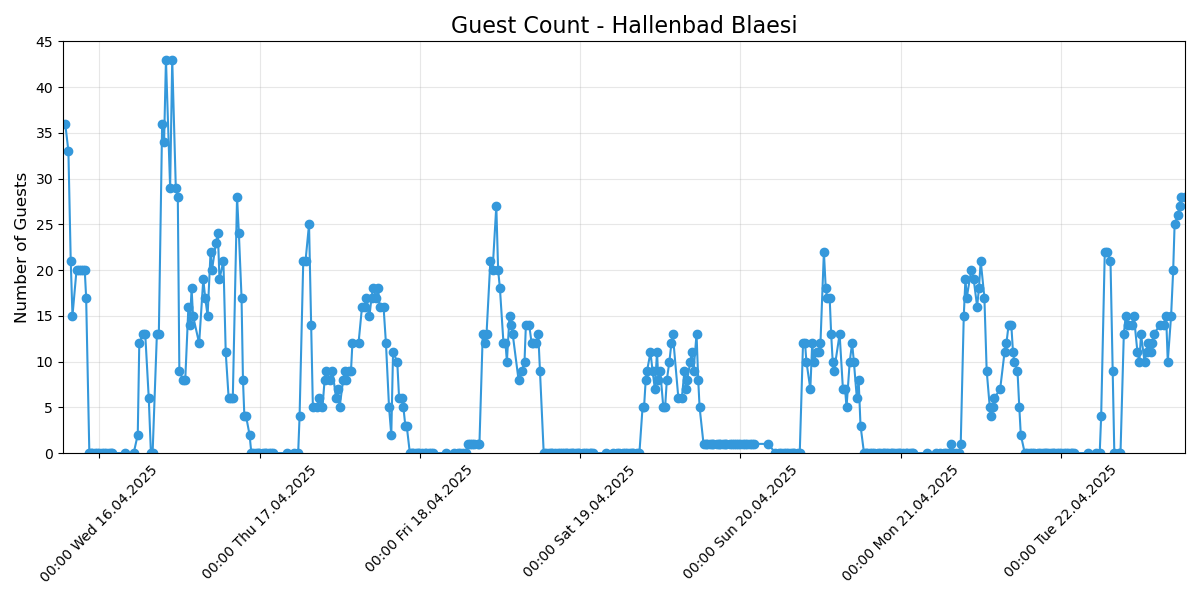 Guest Count - Hallenbad Blaesi
Number of Guests
45
40
35
30
25
20
15
10
5
0
00:00 Wed 16.04.2025
00:00 Thu 17.04.2025
00:00 Fri 18.04.2025
00:00 Sat 19.04.2025
00:00 Sun 20.04.2025
00:00 Mon 21.04.2025
00:00 Tue 22.04.2025